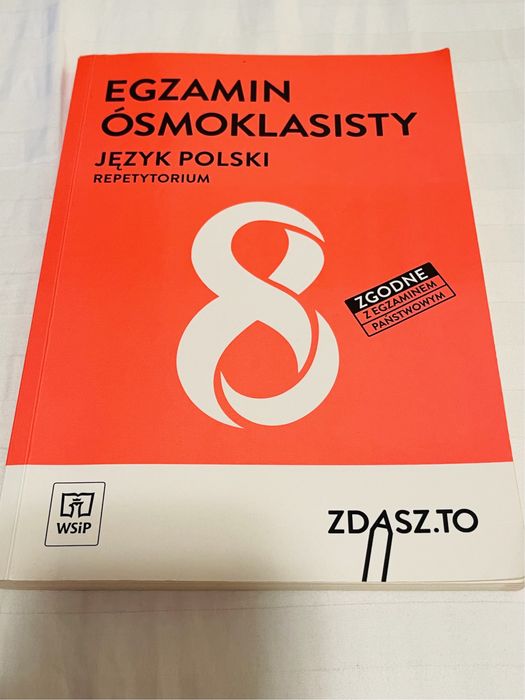 EGZAMIN
ÓSMOKLASISTY
JĘZYK POLSKI
REPETYTORIUM
8
ZGODNE
Z EGZAMINEM
PAŃSTWOWYM
WSiP
ZDASZ.TO